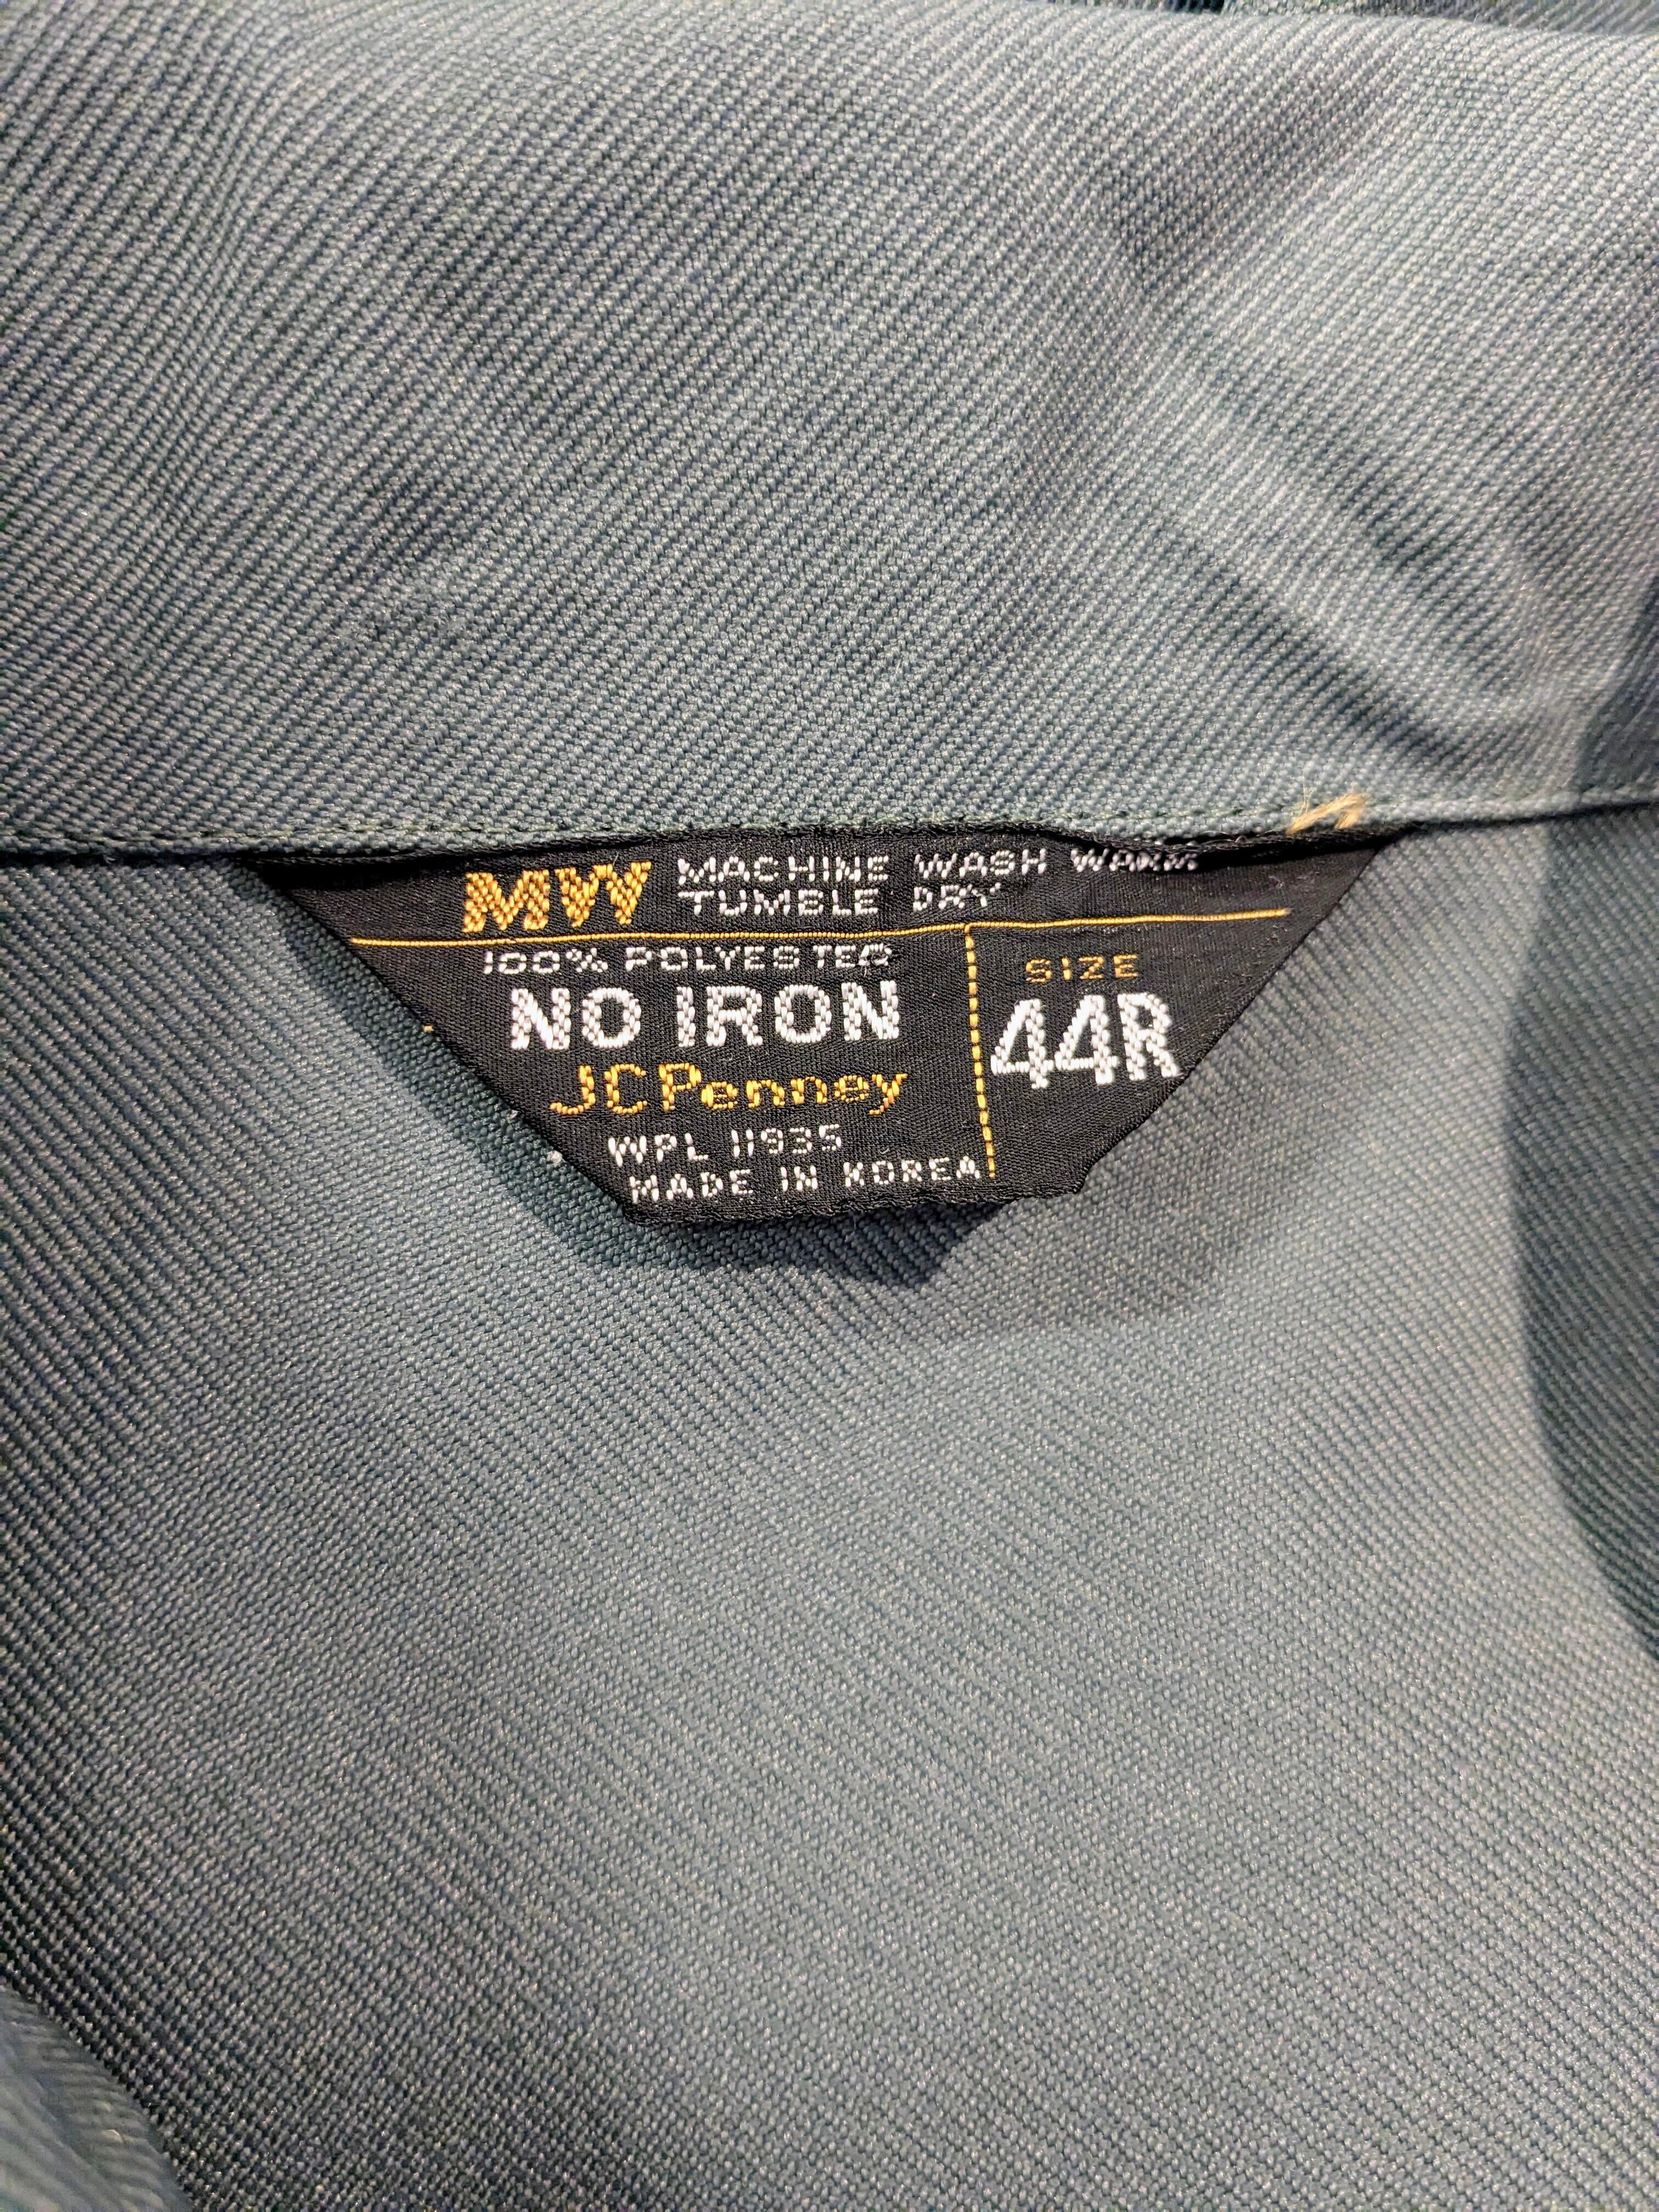 MW MACHINE WASH WARM
TUMBLE DRY
100% POLYESTER
NO IRON
JCPenney
WPL 11935
MADE IN KOREA
SIZE
44R